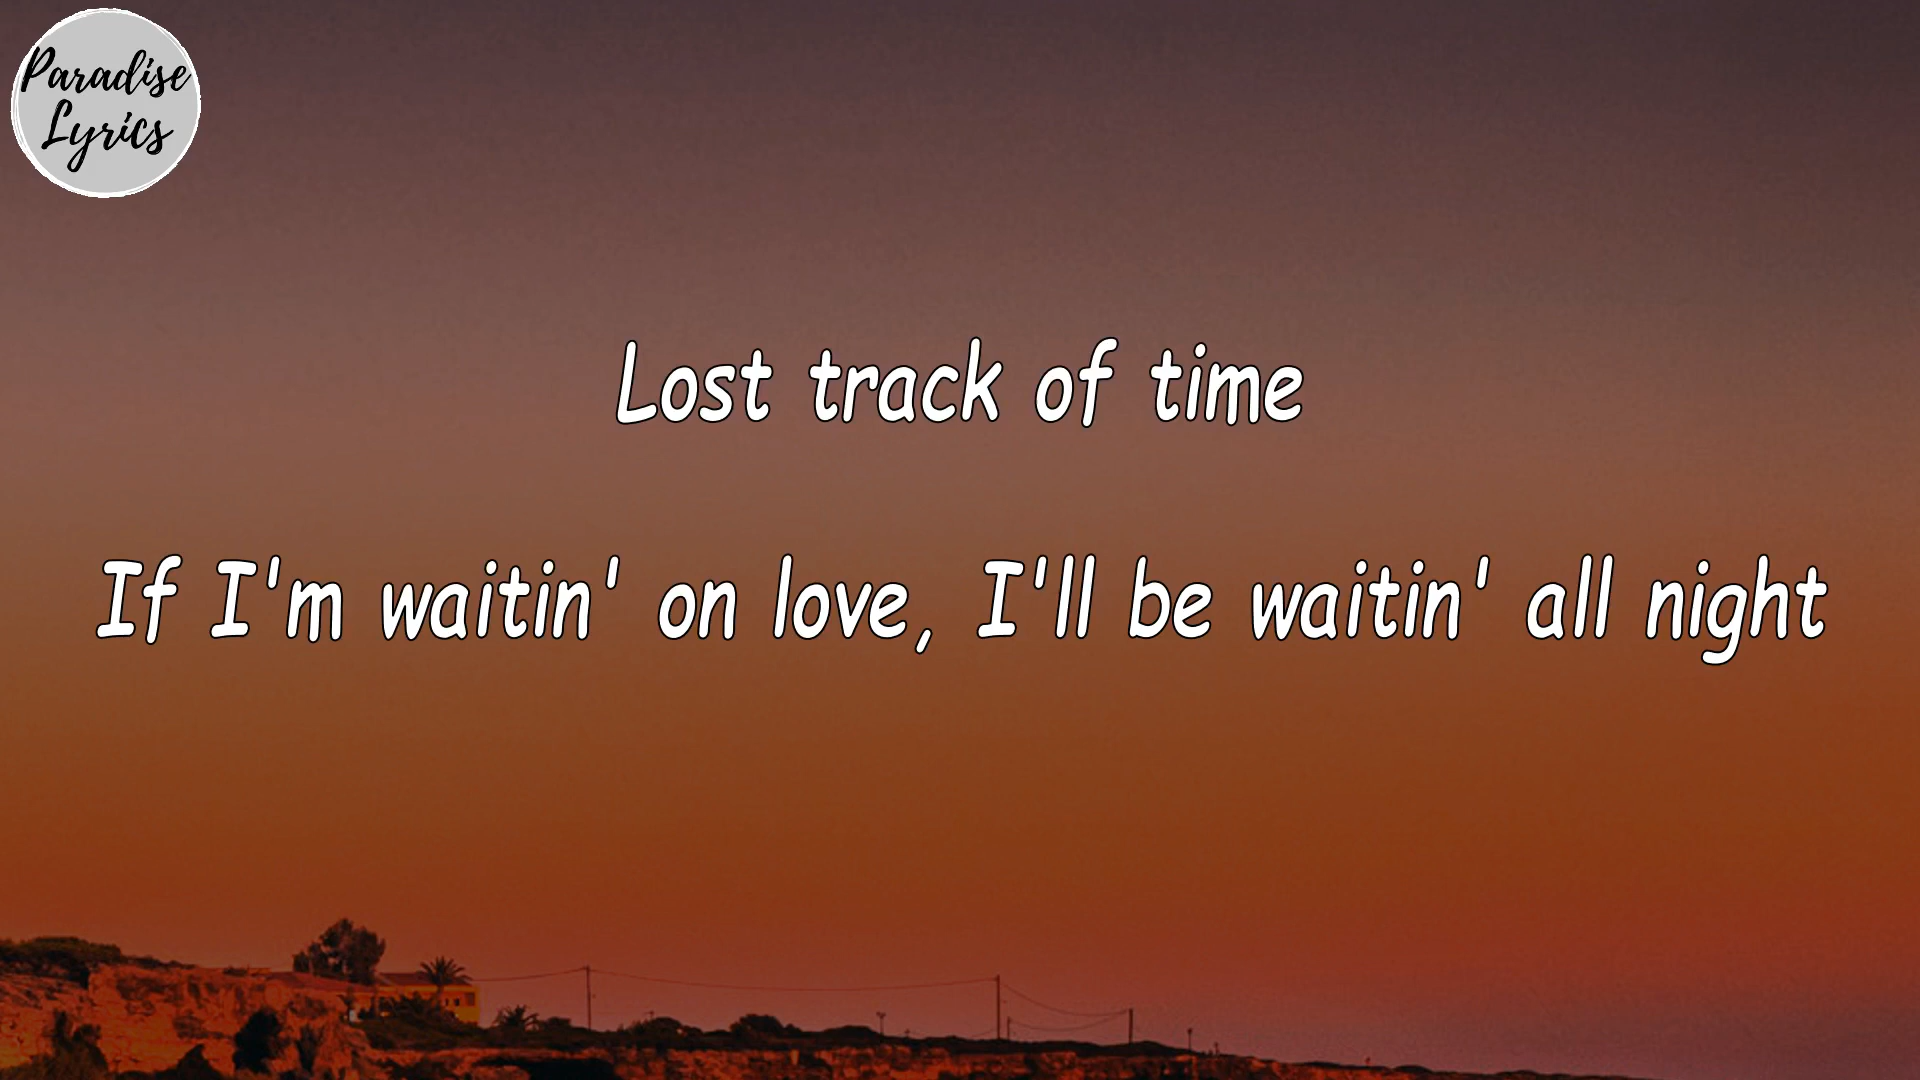 Paradise
Lyrics
Lost track of time
If I'm waitin' on love, I'll be waitin' all night